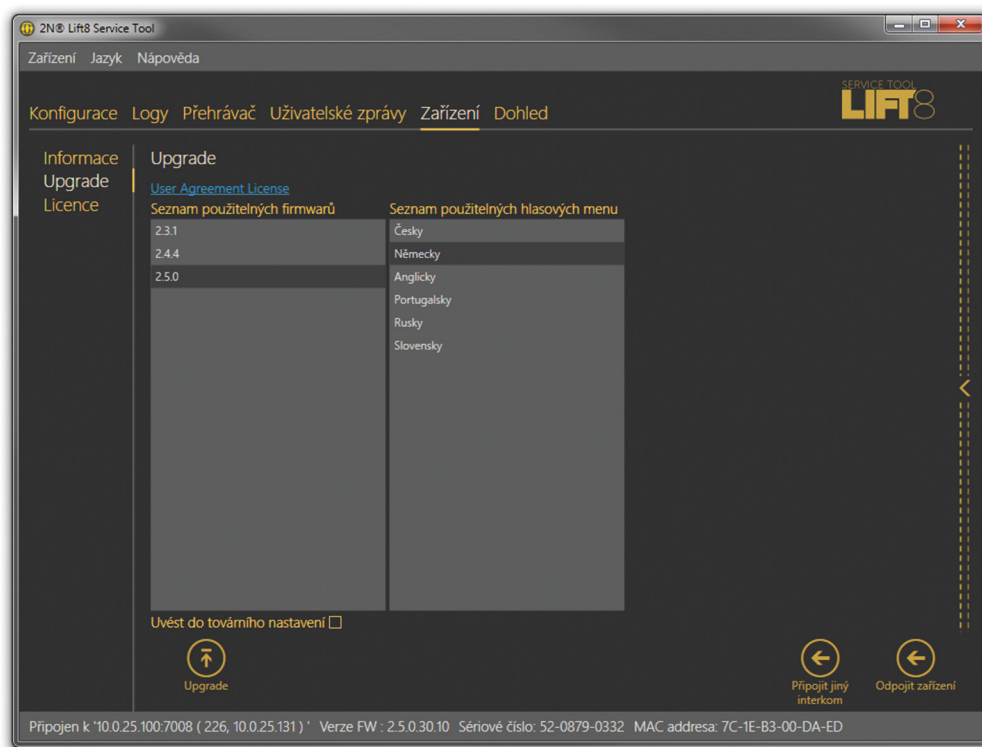 2N® Lift8 Service Tool
Zařízení Jazyk Nápověda
SERVICE TOOL
LIFT8
Konfigurace Logy Přehrávač Uživatelské zprávy Zařízení Dohled
Informace
Upgrade
Licence
Upgrade
User Agreement License
Seznam použitelných firmwarů
2.3.1
2.4.4
2.5.0
Seznam použitelných hlasových menu
Česky
Německy
Anglicky
Portugalsky
Rusky
Slovensky
Uvést do továrního nastavení
Upgrade
Připojit jiný
interkom
Odpojit zařízení
Připojen k '10.0.25.100:7008 ( 226, 10.0.25.131 ) ' Verze FW : 2.5.0.30.10 Sériové číslo: 52-0879-0332 MAC addresa: 7C-1E-B3-00-DA-ED